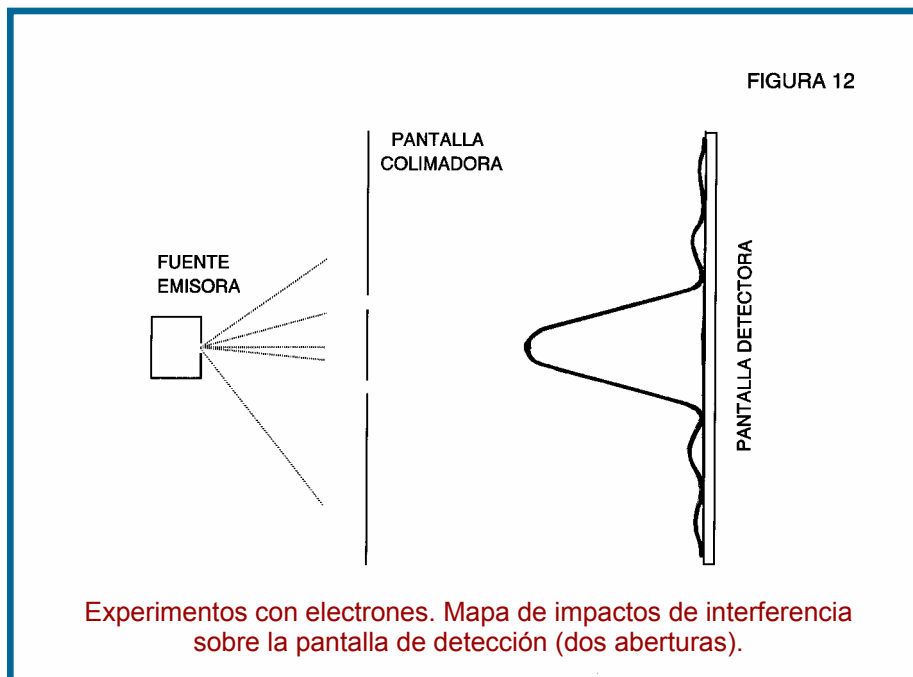 FIGURA 12
PANTALLA
COLIMADORA
FUENTE
EMISORA
PANTALLA DETECTORA
Experimentos con electrones. Mapa de impactos de interferencia
sobre la pantalla de detección (dos aberturas).